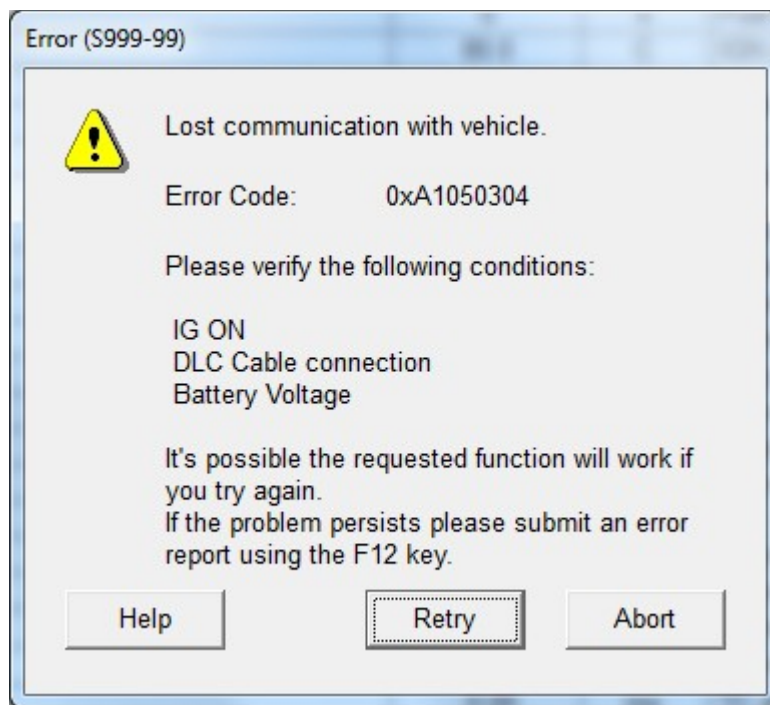 Error (S999-99)
Lost communication with vehicle.
Error Code: 0xA1050304
Please verify the following conditions:
IG ON
DLC Cable connection
Battery Voltage
It's possible the requested function will work if
you try again.
If the problem persists please submit an error
report using the F12 key.
Help Retry Abort